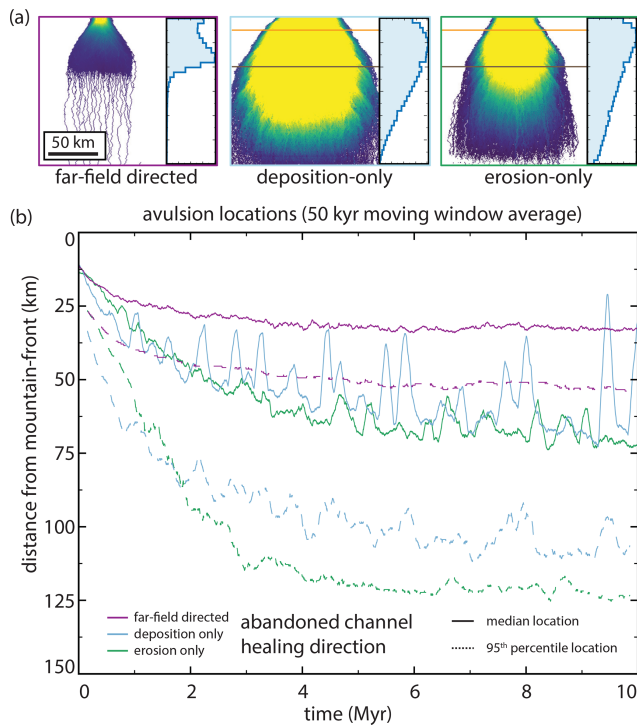 (a)
50 km
far-field directed
deposition-only
erosion-only
(b)
avulsion locations (50 kyr moving window average)
distance from mountain-front (km)
0
25
50
75
100
125
150
far-field directed
deposition only
erosion only
abandoned channel
healing direction
median location
95th percentile location
0
2
4
6
8
10
time (Myr)